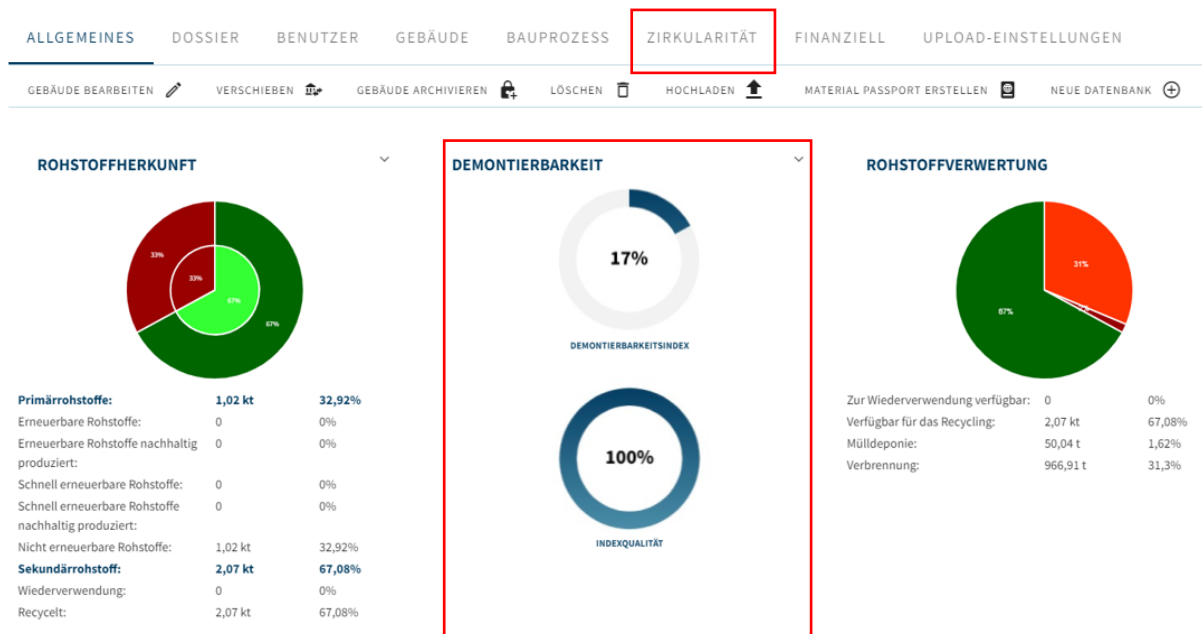 ALLGEMEINES DOSSIER BENUTZER GEBÄUDE BAUPROZESS ZIRKULARITÄT FINANZIELL UPLOAD-EINSTELLUNGEN
GEBÄUDE BEARBEITEN VERSCHIEBEN GEBÄUDE ARCHIVIEREN LÖSCHEN HOCHLADEN MATERIAL PASSPORT ERSTELLEN NEUE DATENBANK
ROHSTOFFHERKUNFT
33%
33%
67%
67%
Primärrohstoffe: 1,02 kt 32,92%
Erneuerbare Rohstoffe: 0 0%
Erneuerbare Rohstoffe nachhaltig 0 0%
produziert:
Schnell erneuerbare Rohstoffe: 0 0%
Schnell erneuerbare Rohstoffe 0 0%
nachhaltig produziert:
Nicht erneuerbare Rohstoffe: 1,02 kt 32,92%
Sekundärrohstoff: 2,07 kt 67,08%
Wiederverwendung: 0 0%
Recycelt: 2,07 kt 67,08%
DEMONTIERBARKEIT
17%
DEMONTIERBARKEITSINDEX
100%
INDEXQUALITÄT
ROHSTOFFVERWERTUNG
31%
67%
Zur Wiederverwendung verfügbar: 0 0%
Verfügbar für das Recycling: 2,07 kt 67,08%
Mülldeponie: 50,04 t 1,62%
Verbrennung: 966,91 t 31,3%